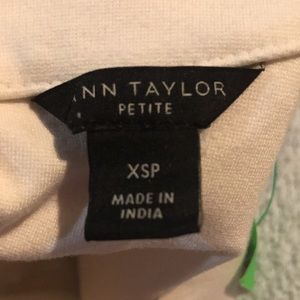 NN TAYLOR
PETITE
XSP
MADE IN
INDIA